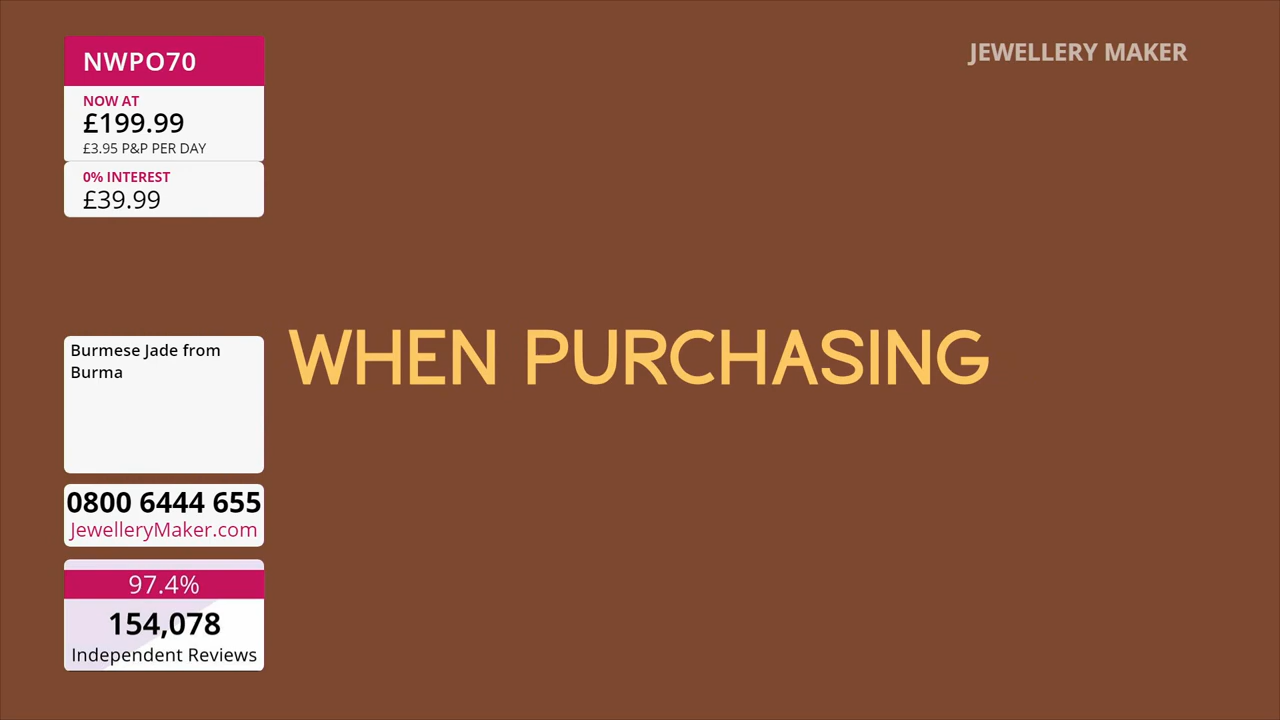 NWPO70
NOW AT
£199.99
£3.95 P&P PER DAY
0% INTEREST
£39.99
JEWELLERY MAKER
WHEN PURCHASING
Burmese Jade from
Burma
0800 6444 655
JewelleryMaker.com
97.4%
154,078
Independent Reviews